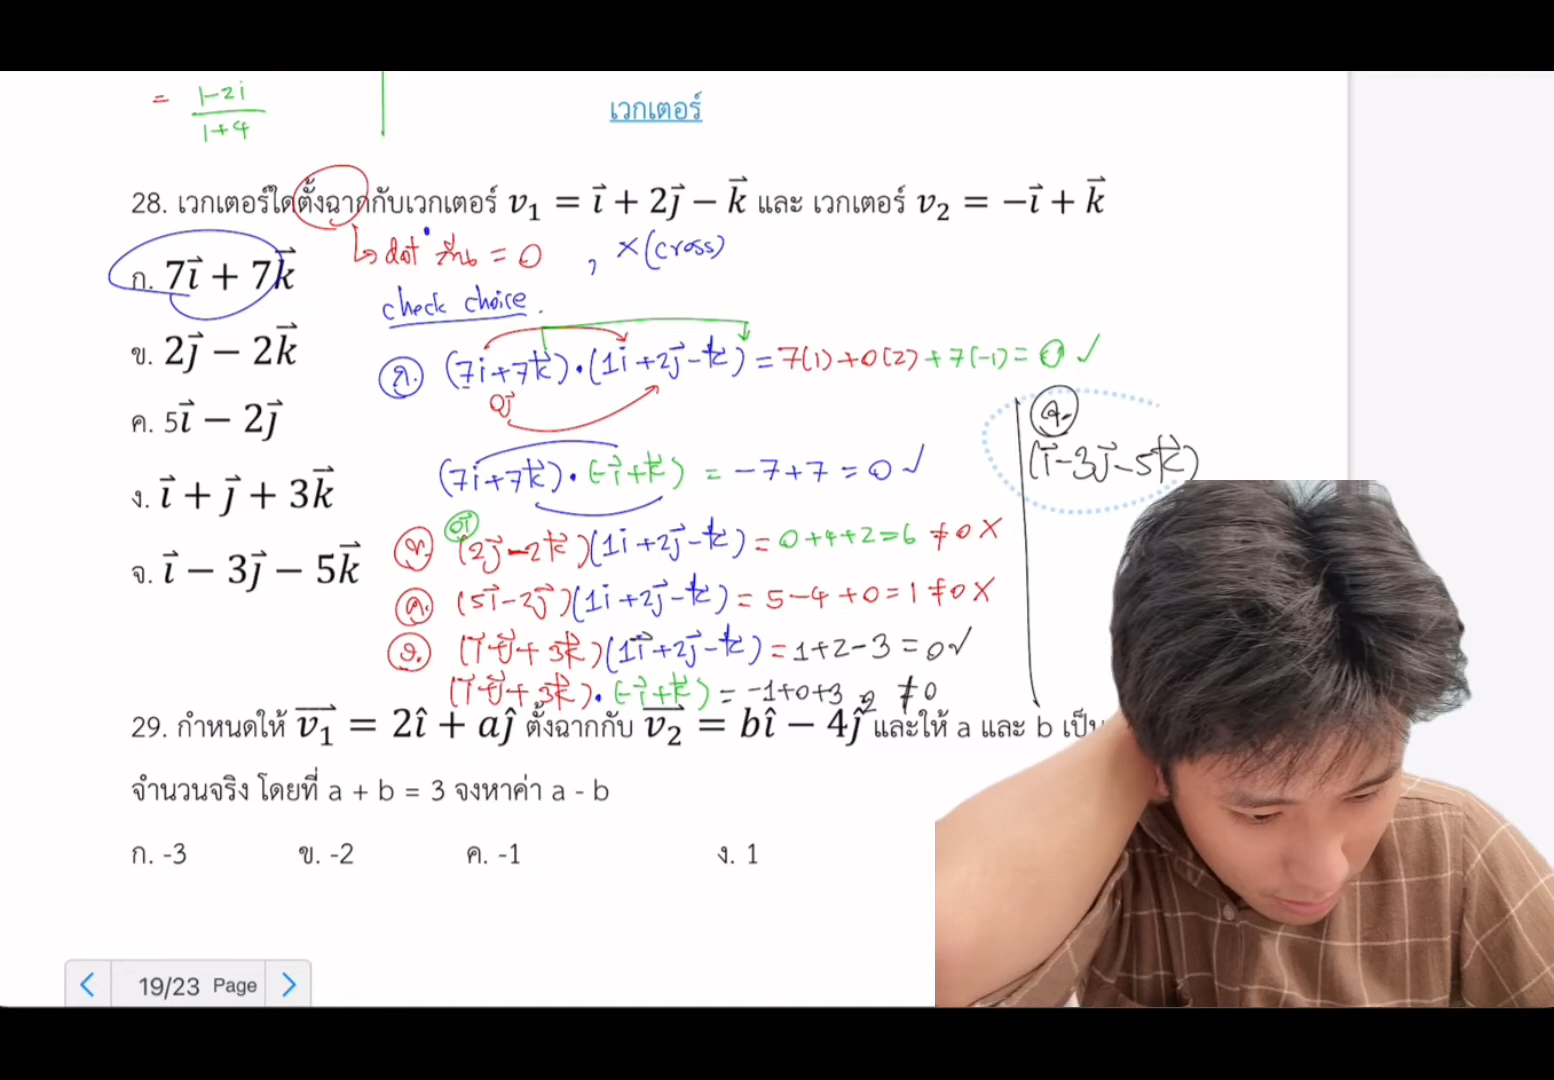 = 1-2i
1+4
เวกเตอร์
28. เวกเตอร์ใดตั้งฉากกับเวกเตอร์ v₁ = i⃗ + 2j⃗ − k⃗ และ เวกเตอร์ v₂ = −i⃗ + k⃗
dot กัน = 0 , × (cross)
ก. 7i⃗ + 7k⃗
check choice.
ข. 2j⃗ − 2k⃗
ก. (7i+7k⃗)•(1i+2j⃗-k⃗) = 7(1)+0(2)+7(-1) = 0 ✓
0j⃗
ค. 5i⃗ − 2j⃗
(7i+7k⃗)•(-i⃗+k⃗) = -7+7 = 0 ✓
ง. i⃗ + j⃗ + 3k⃗
0i⃗
ข. (2j⃗-2k⃗)(1i+2j⃗-k⃗) = 0+4+2=6 ≠0 X
จ. i⃗ − 3j⃗ − 5k⃗
ค. (5i⃗-2j⃗)(1i+2j⃗-k⃗) = 5-4+0=1 ≠0 X
ง. (i⃗+j⃗+3k⃗)(1i⃗+2j⃗-k⃗) = 1+2-3 = 0 ✓
(i⃗+j⃗+3k⃗)•(-i⃗+k⃗) = -1+0+3 =2 ≠0
จ.
(i⃗-3j⃗-5k⃗)
29. กำหนดให้ v₁⃗ = 2î + aĵ ตั้งฉากกับ v₂⃗ = bî − 4ĵ และให้ a และ b เป็น
จำนวนจริง โดยที่ a + b = 3 จงหาค่า a - b
ก. -3 ข. -2 ค. -1 ง. 1
19/23 Page